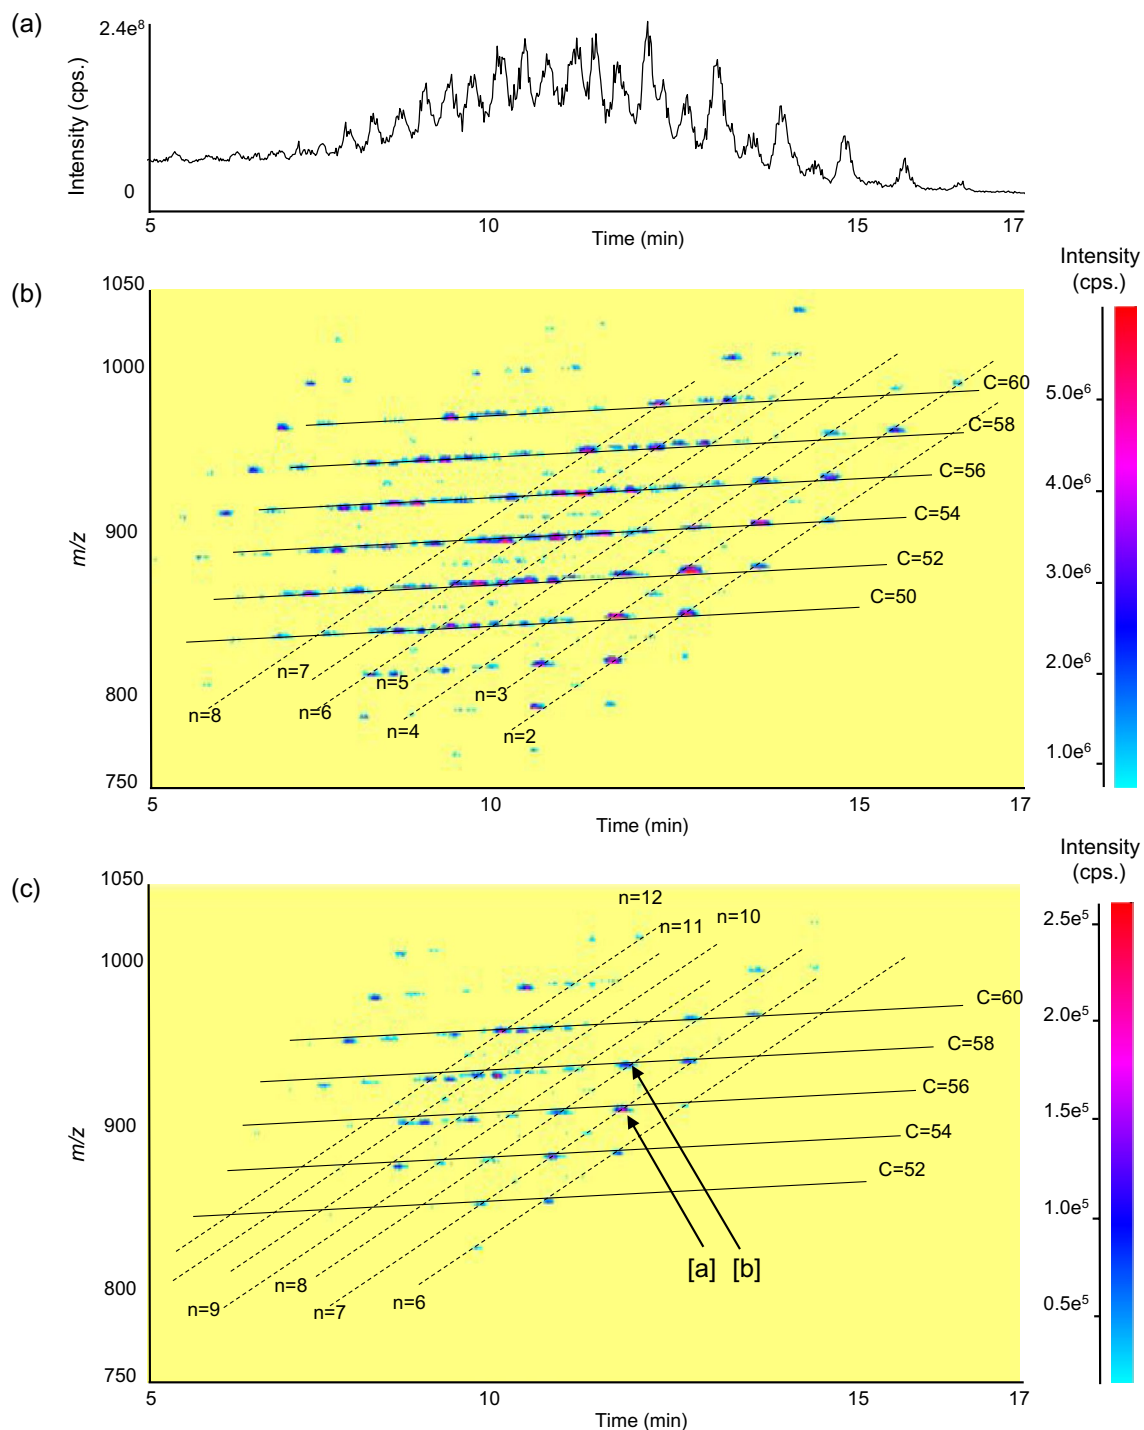 (a)
2.4e⁸
Intensity (cps.)
0
5 10 15 17
Time (min)
Intensity
(cps.)
(b)
1050
1000
900
800
750
m/z
C=60
C=58
C=56
C=54
C=52
C=50
n=7
n=5
n=3
n=8
n=6
n=4
n=2
5.0e⁶
4.0e⁶
3.0e⁶
2.0e⁶
1.0e⁶
5 10 15 17
Time (min)
Intensity
(cps.)
(c)
1050
1000
900
800
750
m/z
n=12
n=11
n=10
C=60
C=58
C=56
C=54
C=52
[a] [b]
n=8
n=9
n=7
n=6
2.5e⁵
2.0e⁵
1.5e⁵
1.0e⁵
0.5e⁵
5 10 15 17
Time (min)